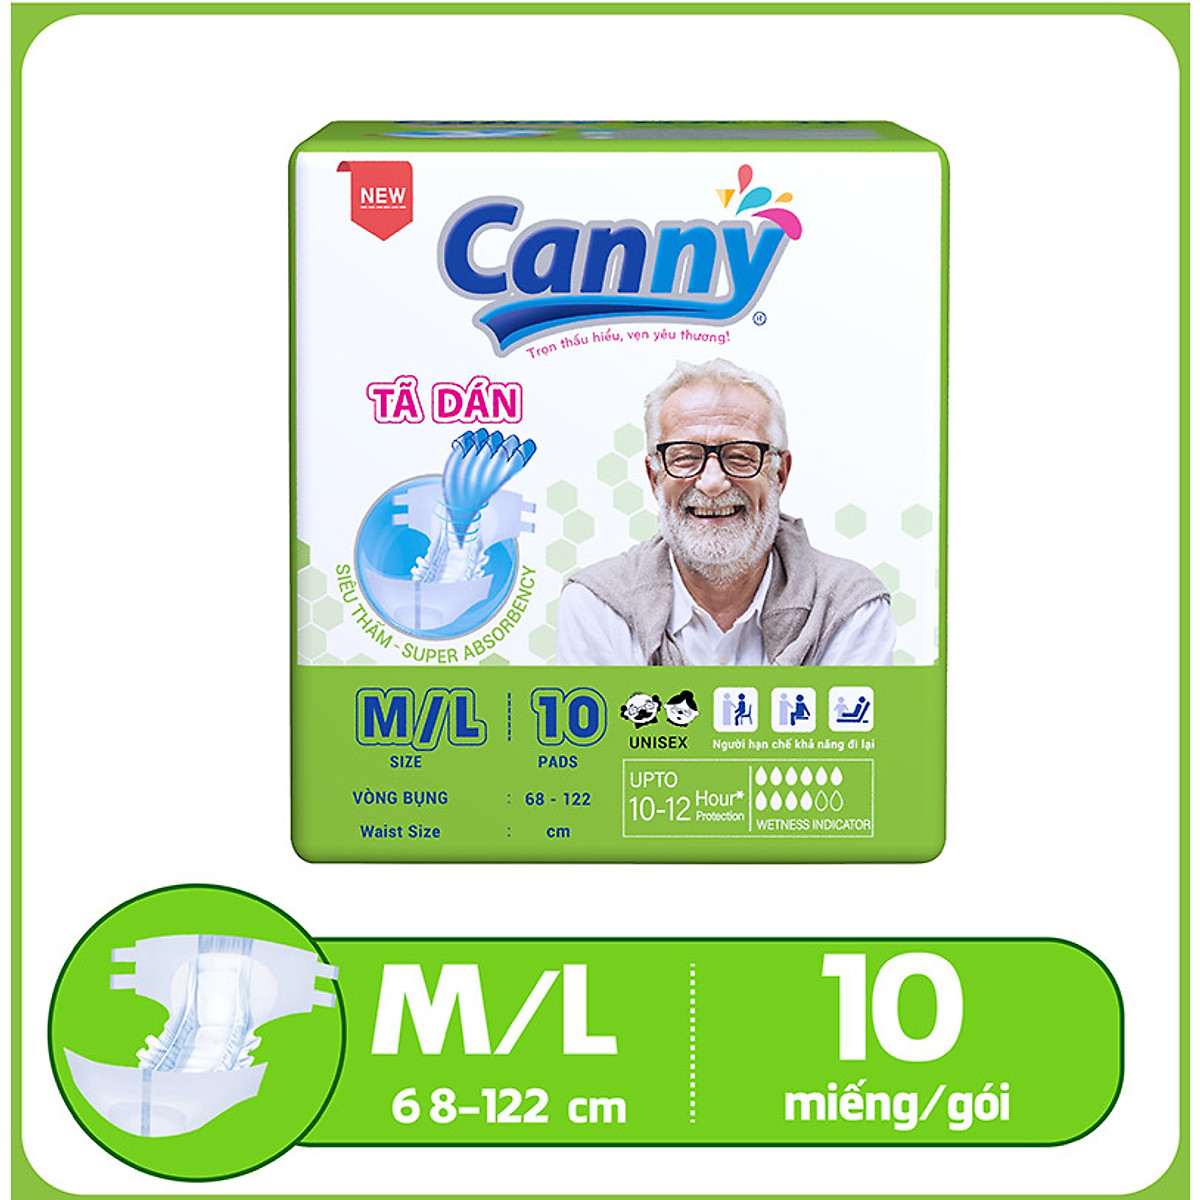 NEW
Canny
®
Trọn thấu hiểu, vẹn yêu thương!
TÃ DÁN
SIÊU THẤM - SUPER ABSORBENCY
M/L
SIZE
10
PADS
UNISEX
Người hạn chế khả năng đi lại
VÒNG BỤNG : 68 - 122
Waist Size : cm
UPTO
10-12 Hour*
Protection
WETNESS INDICATOR
M/L
68-122 cm
10
miếng/gói